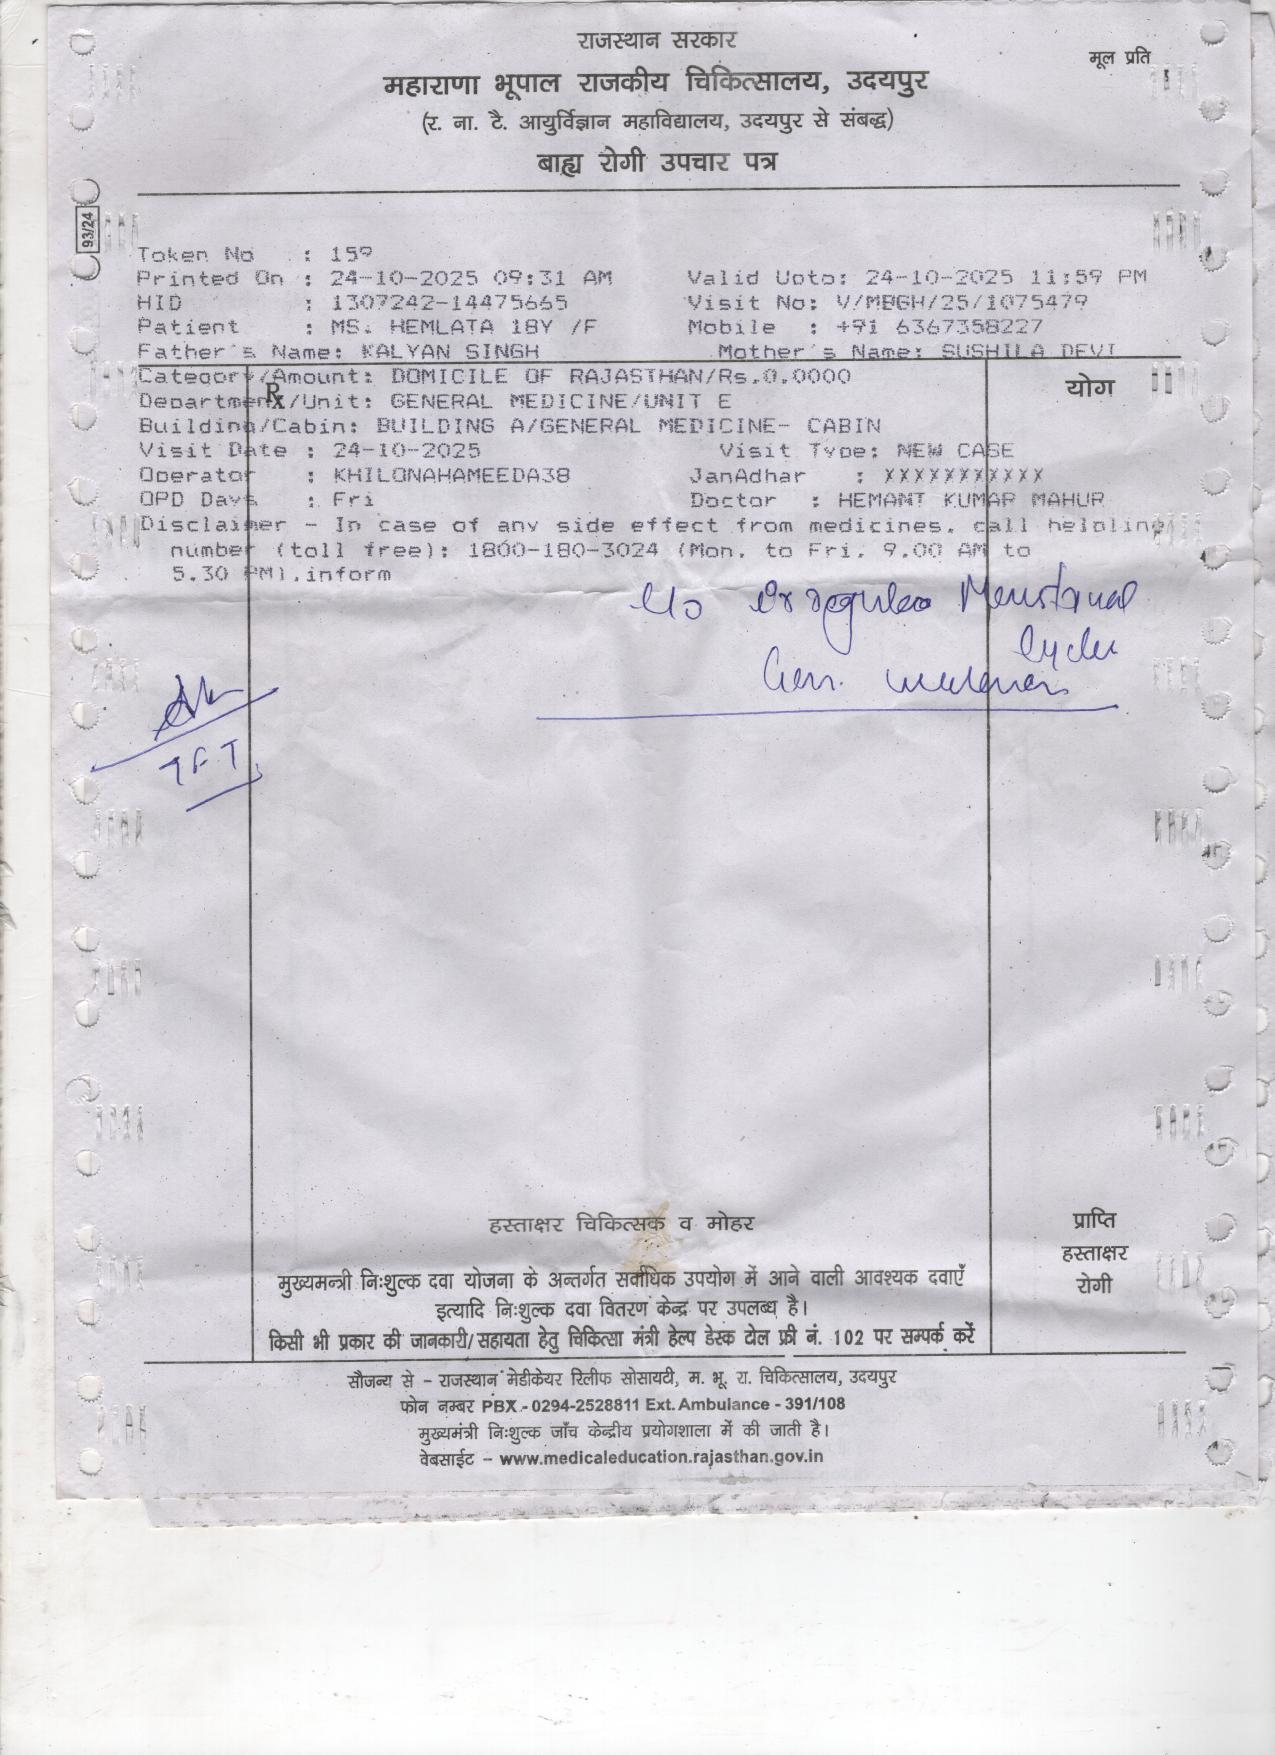 राजस्थान सरकार
मूल प्रति
महाराणा भूपाल राजकीय चिकित्सालय, उदयपुर
(र. ना. टै. आयुर्विज्ञान महाविद्यालय, उदयपुर से संबद्ध)
बाह्य रोगी उपचार पत्र
93/24
Token No : 159
Printed On : 24-10-2025 09:31 AM Valid Upto: 24-10-2025 11:59 PM
HID : 1307242-14475665 Visit No: V/MBGH/25/1075479
Patient : MS. HEMLATA 18Y /F Mobile : +91 6367358227
Father's Name: KALYAN SINGH Mother's Name: SUSHILA DEVI
Category/Amount: DOMICILE OF RAJASTHAN/Rs.0.0000
℞ योग
Department/Unit: GENERAL MEDICINE/UNIT E
Building/Cabin: BUILDING A/GENERAL MEDICINE- CABIN
Visit Date : 24-10-2025 Visit Type: NEW CASE
Operator : KHILONAHAMEEDA38 JanAdhar : XXXXXXXXXXX
OPD Days : Fri Doctor : HEMANT KUMAR MAHUR
Disclaimer - In case of any side effect from medicines, call helpline
number (toll free): 1800-180-3024 (Mon. to Fri. 9.00 AM to
5.30 PM),inform
Irregular Menstrual
Cycle
Gen. weakness
TFT
हस्ताक्षर चिकित्सक व मोहर
प्राप्ति
हस्ताक्षर
रोगी
मुख्यमन्त्री निःशुल्क दवा योजना के अन्तर्गत सर्वाधिक उपयोग में आने वाली आवश्यक दवाएँ
इत्यादि निःशुल्क दवा वितरण केन्द्र पर उपलब्ध है।
किसी भी प्रकार की जानकारी/सहायता हेतु चिकित्सा मंत्री हेल्प डेस्क टोल फ्री नं. 102 पर सम्पर्क करें
सौजन्य से – राजस्थान मेडीकेयर रिलीफ सोसायटी, म. भू. रा. चिकित्सालय, उदयपुर
फोन नम्बर PBX - 0294-2528811 Ext. Ambulance - 391/108
मुख्यमंत्री निःशुल्क जाँच केन्द्रीय प्रयोगशाला में की जाती है।
वेबसाईट – www.medicaleducation.rajasthan.gov.in